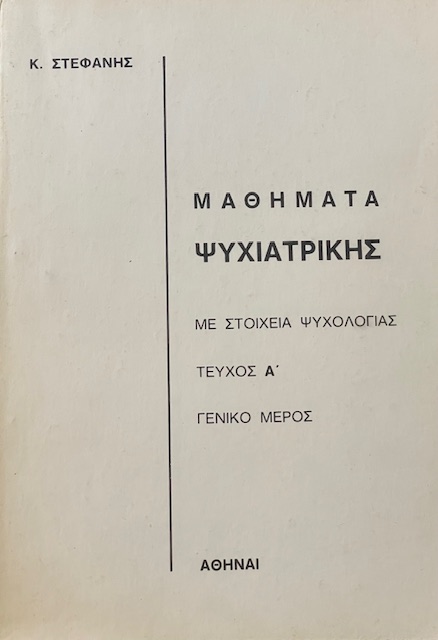 Κ. ΣΤΕΦΑΝΗΣ
ΜΑΘΗΜΑΤΑ
ΨΥΧΙΑΤΡΙΚΗΣ
ΜΕ ΣΤΟΙΧΕΙΑ ΨΥΧΟΛΟΓΙΑΣ
ΤΕΥΧΟΣ Α΄
ΓΕΝΙΚΟ ΜΕΡΟΣ
ΑΘΗΝΑΙ